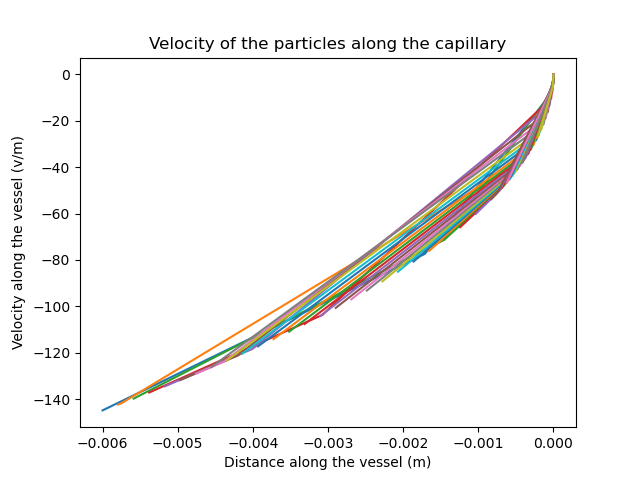 Velocity of the particles along the capillary
0
−20
−40
−60
−80
−100
−120
−140
Velocity along the vessel (v/m)
−0.006 −0.005 −0.004 −0.003 −0.002 −0.001 0.000
Distance along the vessel (m)